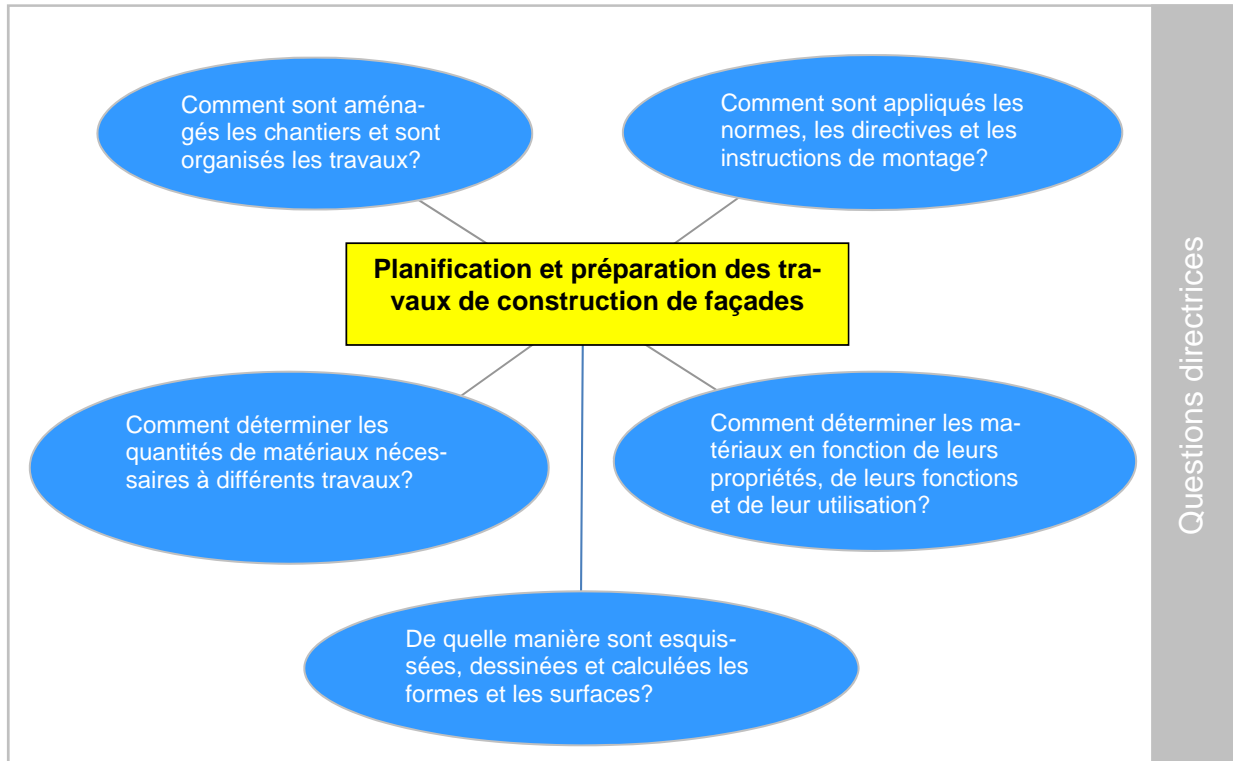 Comment sont aména-
gés les chantiers et sont
organisés les travaux?
Comment sont appliqués les
normes, les directives et les
instructions de montage?
Planification et préparation des tra-
vaux de construction de façades
Comment déterminer les
quantités de matériaux néces-
saires à différents travaux?
Comment déterminer les ma-
tériaux en fonction de leurs
propriétés, de leurs fonctions
et de leur utilisation?
De quelle manière sont esquis-
sées, dessinées et calculées les
formes et les surfaces?
Questions directrices